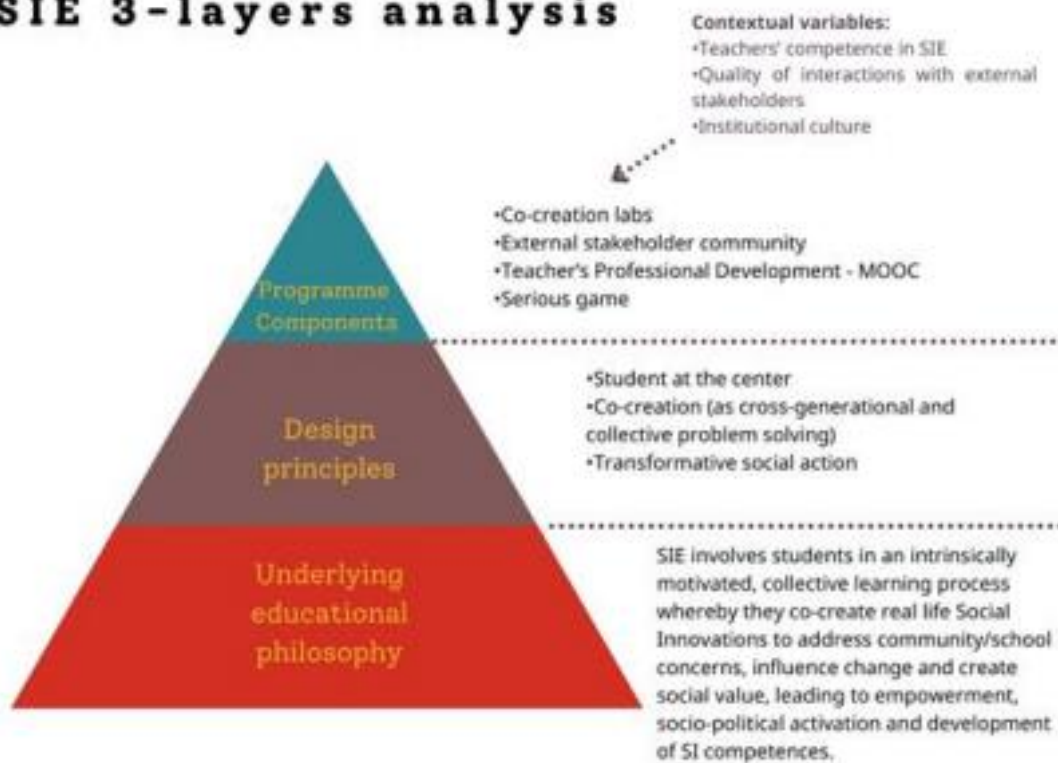 SIE 3-layers analysis
Contextual variables:
•Teachers' competence in SIE
•Quality of interactions with external
stakeholders
•Institutional culture
•Co-creation labs
•External stakeholder community
•Teacher's Professional Development - MOOC
•Serious game
Programme
Components
•Student at the center
•Co-creation (as cross-generational and
collective problem solving)
•Transformative social action
Design
principles
SIE involves students in an intrinsically
motivated, collective learning process
whereby they co-create real life Social
Innovations to address community/school
concerns, influence change and create
social value, leading to empowerment,
socio-political activation and development
of SI competences.
Underlying
educational
philosophy